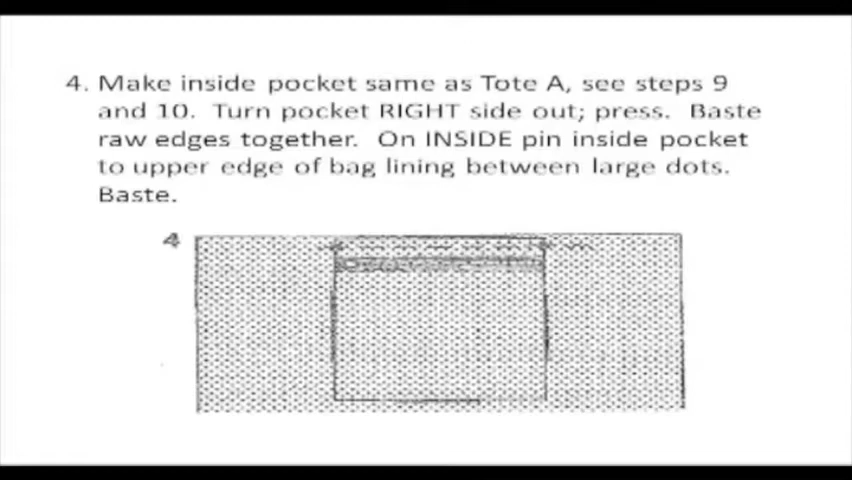 4. Make inside pocket same as Tote A, see steps 9
and 10. Turn pocket RIGHT side out; press. Baste
raw edges together. On INSIDE pin inside pocket
to upper edge of bag lining between large dots.
Baste.
4